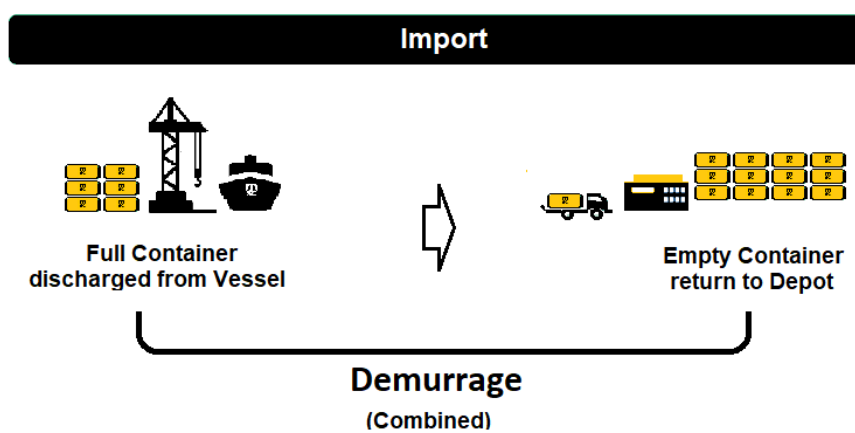 Import
Full Container
discharged from Vessel
Empty Container
return to Depot
Demurrage
(Combined)